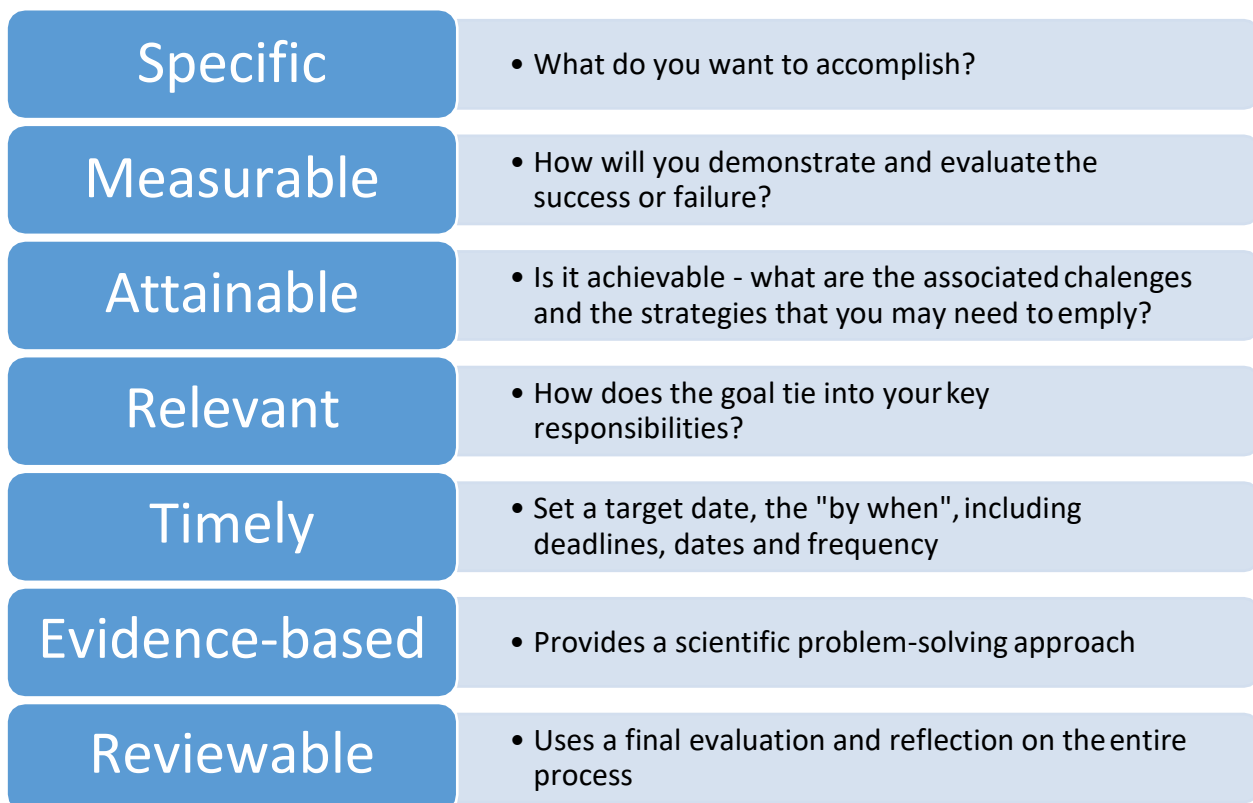 Specific
• What do you want to accomplish?
Measurable
• How will you demonstrate and evaluate the
success or failure?
Attainable
• Is it achievable - what are the associated chalenges
and the strategies that you may need to emply?
Relevant
• How does the goal tie into your key
responsibilities?
Timely
• Set a target date, the "by when", including
deadlines, dates and frequency
Evidence-based
• Provides a scientific problem-solving approach
Reviewable
• Uses a final evaluation and reflection on the entire
process